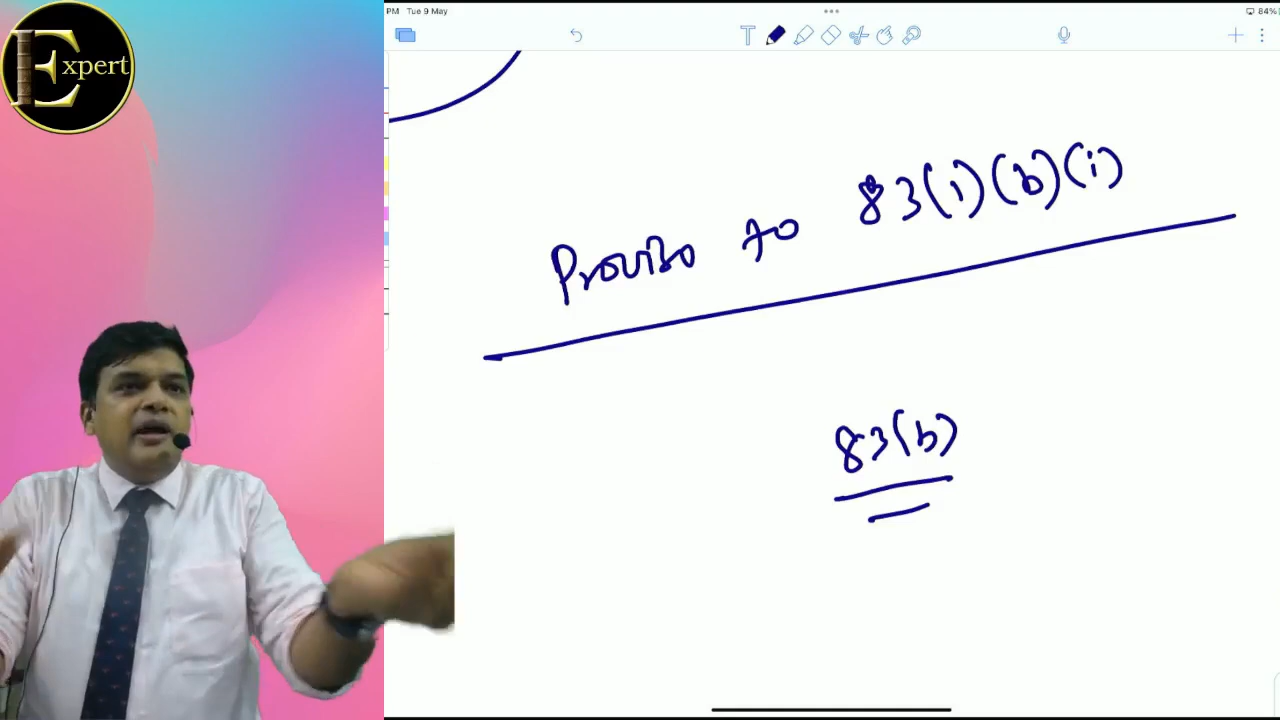 PM Tue 9 May
84%
Expert
T
Proviso to 83(1)(b)(i)
83(b)